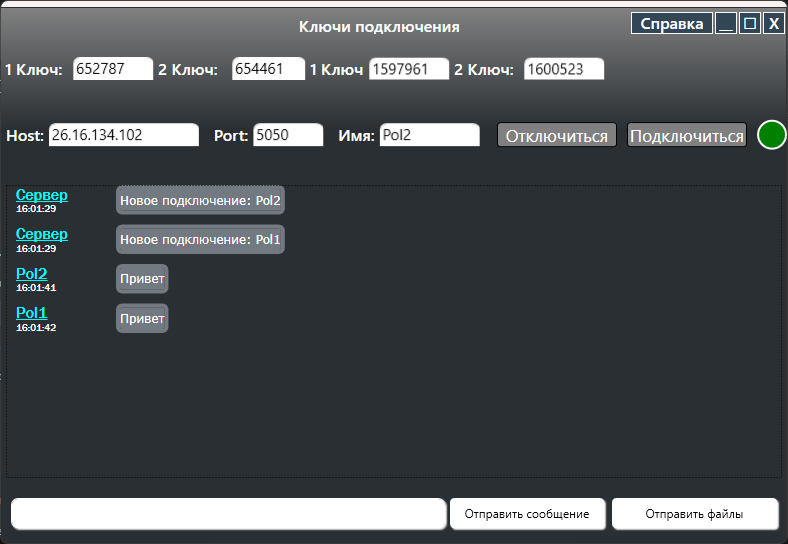 Ключи подключения
Справка __ □ X
1 Ключ: 652787 2 Ключ: 654461 1 Ключ 1597961 2 Ключ: 1600523
Host: 26.16.134.102 Port: 5050 Имя: Pol2 Отключиться Подключиться
Сервер Новое подключение: Pol2
16:01:29
Сервер Новое подключение: Pol1
16:01:29
Pol2 Привет
16:01:41
Pol1 Привет
16:01:42
Отправить сообщение Отправить файлы